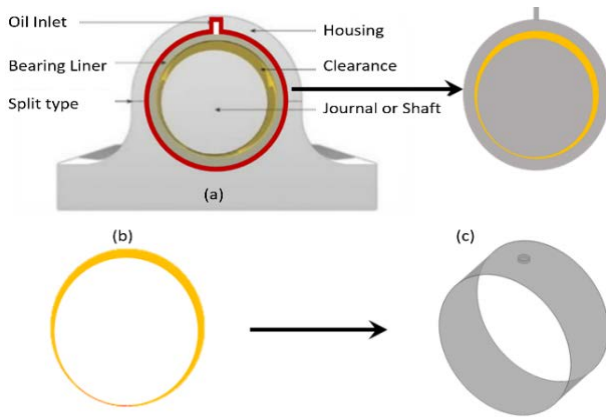 Oil Inlet
Housing
Bearing Liner
Clearance
Split type
Journal or Shaft
(a)
(b)
(c)